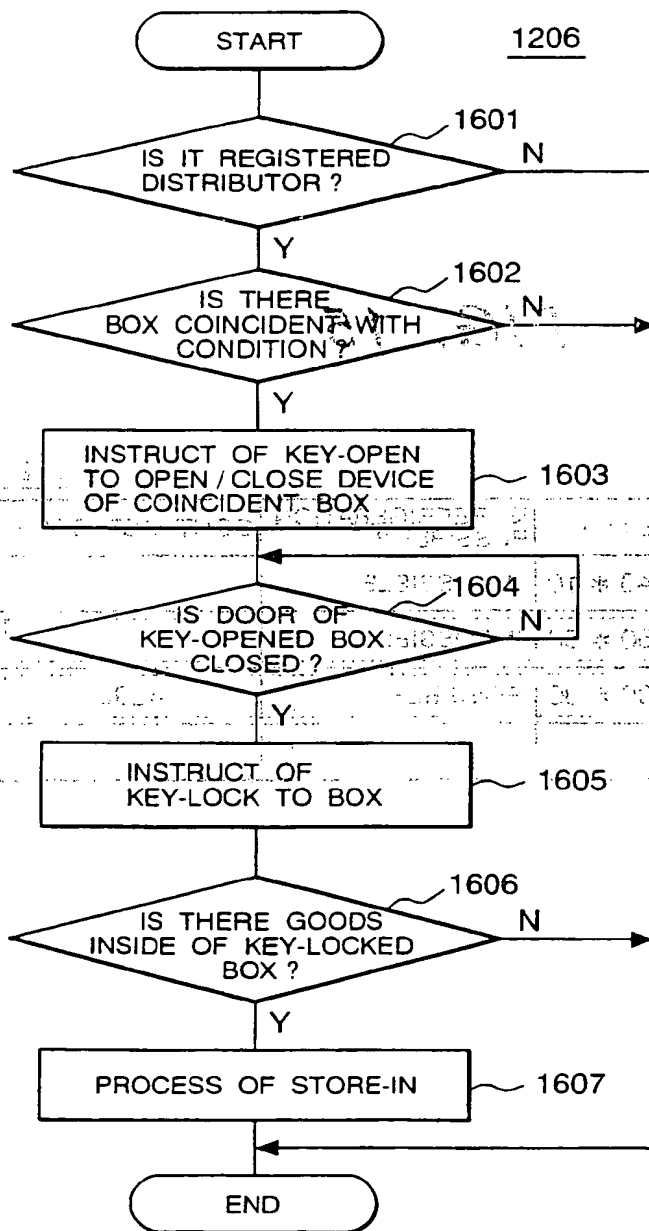 START
1206
1601
IS IT REGISTERED
DISTRIBUTOR ?
N
Y
1602
IS THERE
BOX COINCIDENT WITH
CONDITION ?
N
Y
INSTRUCT OF KEY-OPEN
TO OPEN / CLOSE DEVICE
OF COINCIDENT BOX
1603
1604
IS DOOR OF
KEY-OPENED BOX
CLOSED ?
N
Y
INSTRUCT OF
KEY-LOCK TO BOX
1605
1606
IS THERE GOODS
INSIDE OF KEY-LOCKED
BOX ?
N
Y
PROCESS OF STORE-IN
1607
END